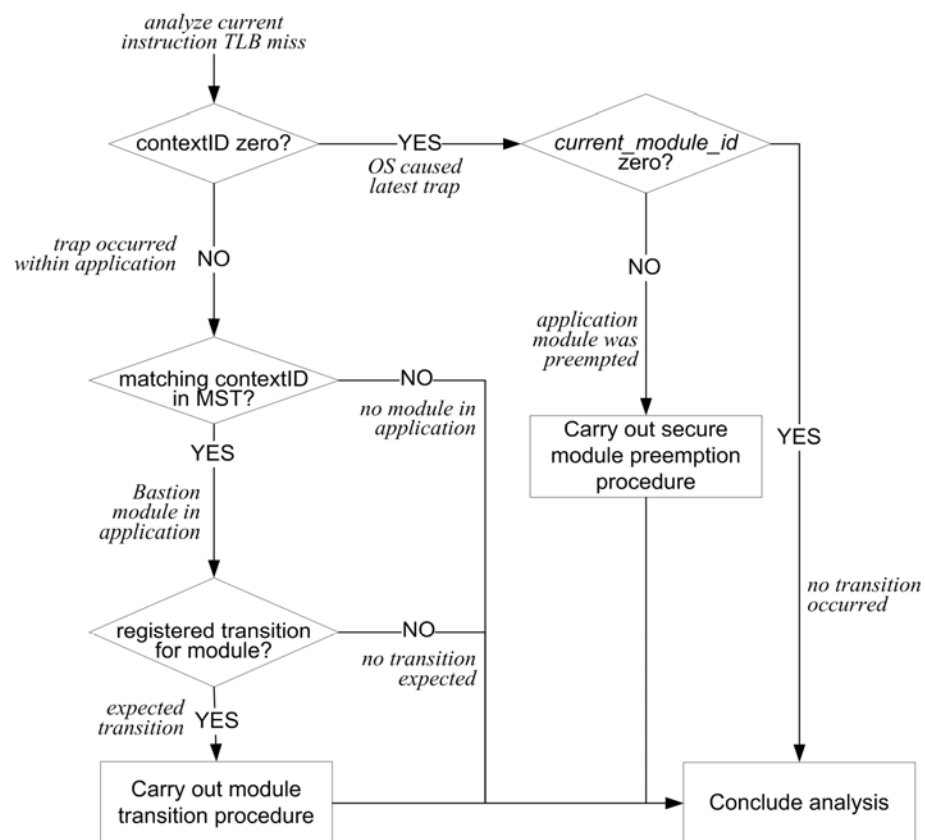 analyze current
instruction TLB miss
contextID zero?
YES
OS caused
latest trap
current_module_id
zero?
trap occurred
within application
NO
NO
application
module was
preempted
matching contextID
in MST?
NO
no module in
application
YES
Carry out secure
module preemption
procedure
YES
Bastion
module in
application
no transition
occurred
registered transition
for module?
NO
no transition
expected
expected
transition
YES
Carry out module
transition procedure
Conclude analysis